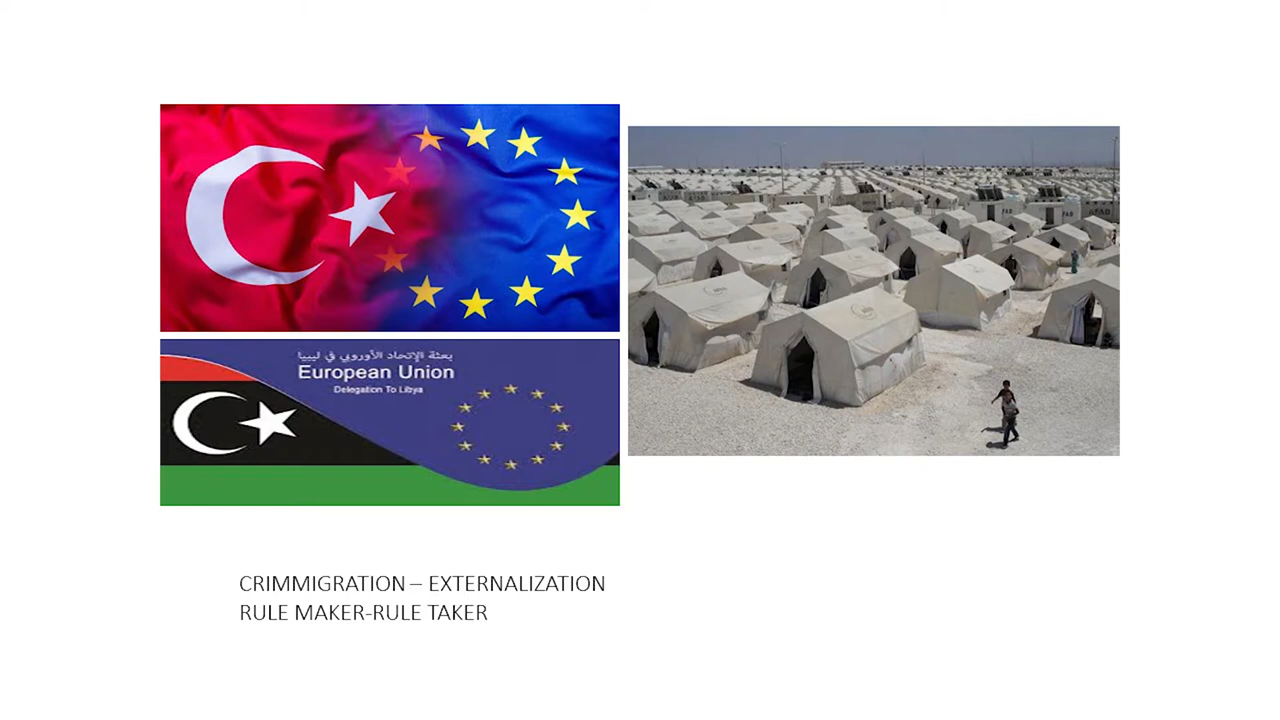 بعثة الإتحاد الأوروبي في ليبيا
European Union
Delegation To Libya
CRIMMIGRATION – EXTERNALIZATION
RULE MAKER-RULE TAKER